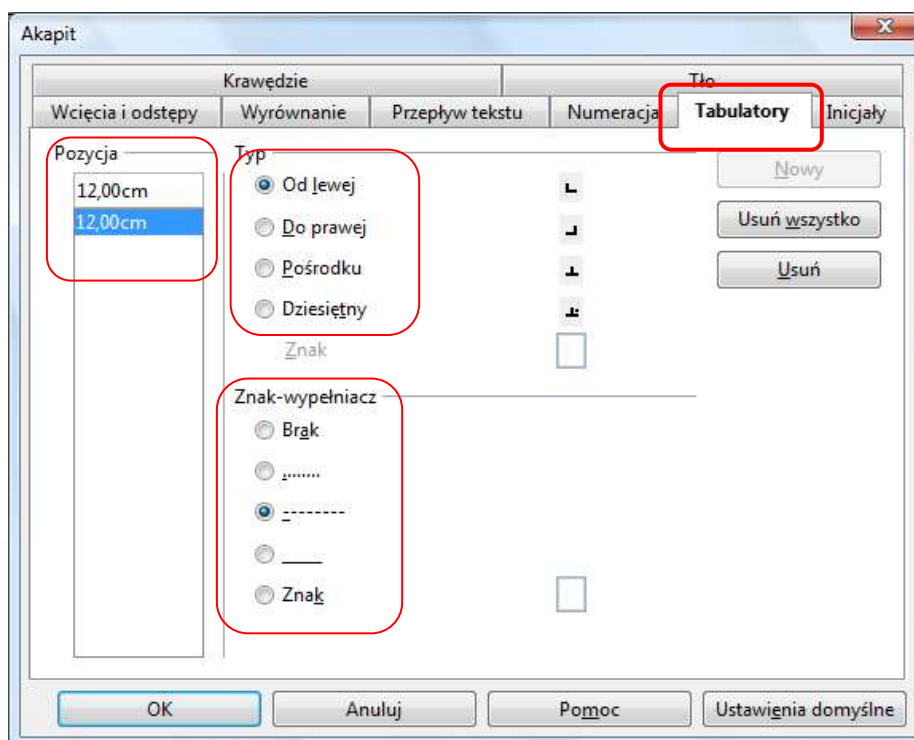 Akapit
Krawędzie Tło
Wcięcia i odstępy Wyrównanie Przepływ tekstu Numeracja Tabulatory Inicjały
Pozycja
12,00cm
12,00cm
Typ
Od lewej
Do prawej
Pośrodku
Dziesiętny
Znak
Znak-wypełniacz
Brak
........
--------
____
Znak
Nowy
Usuń wszystko
Usuń
OK Anuluj Pomoc Ustawienia domyślne